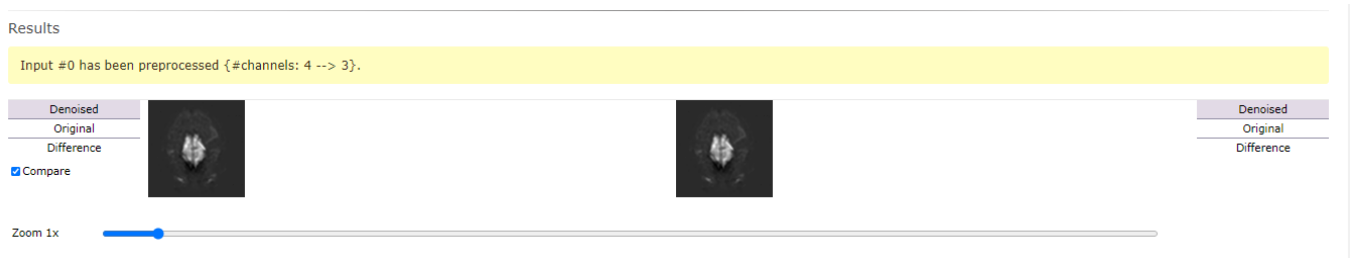 Results
Input #0 has been preprocessed {#channels: 4 --> 3}.
Denoised
Original
Difference
Compare
Denoised
Original
Difference
Zoom 1x